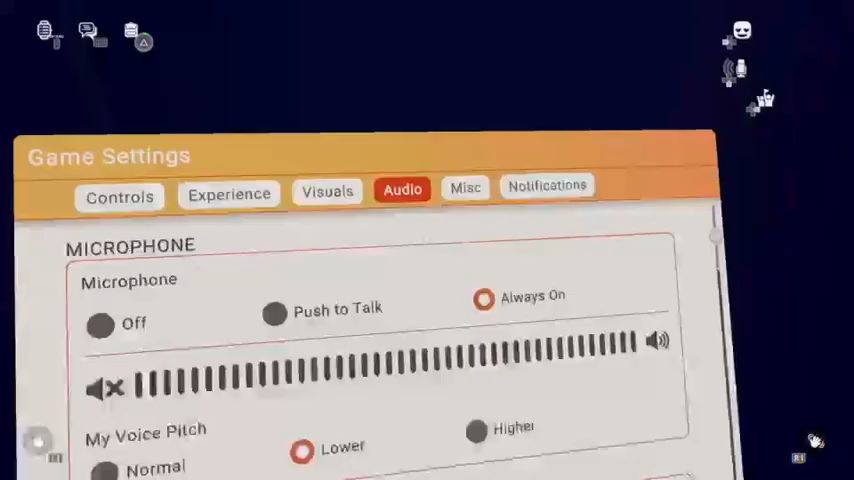 Game Settings
Controls Experience Visuals Audio Misc Notifications
MICROPHONE
Microphone
Off Push to Talk Always On
My Voice Pitch
Normal Lower Higher
R1